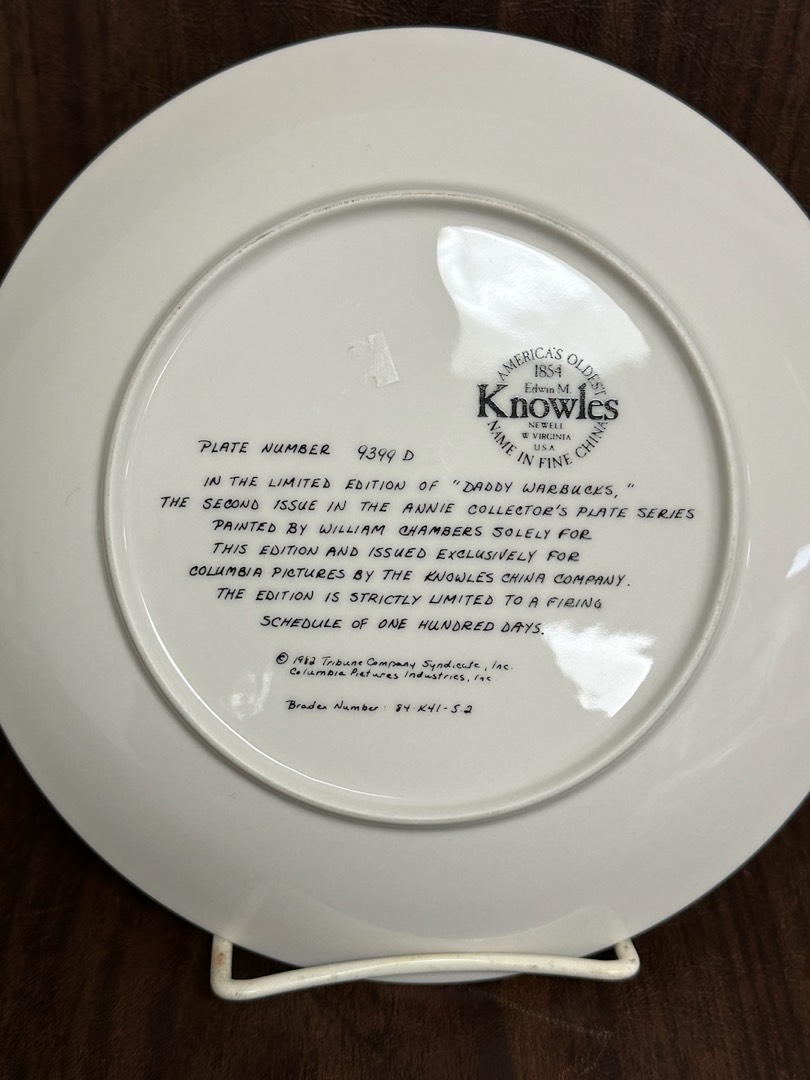 AMERICA'S OLDEST
1854
Edwin M.
Knowles
NEWELL
W VIRGINIA
U.S.A
NAME IN FINE CHINA
PLATE NUMBER 9399 D
IN THE LIMITED EDITION OF "DADDY WARBUCKS,"
THE SECOND ISSUE IN THE ANNIE COLLECTOR'S PLATE SERIES
PAINTED BY WILLIAM CHAMBERS SOLELY FOR
THIS EDITION AND ISSUED EXCLUSIVELY FOR
COLUMBIA PICTURES BY THE KNOWLES CHINA COMPANY.
THE EDITION IS STRICTLY LIMITED TO A FIRING
SCHEDULE OF ONE HUNDRED DAYS.
© 1982 Tribune Company Syndicate, Inc.
Columbia Pictures Industries, Inc
Bradex Number: 84-K41-5.2